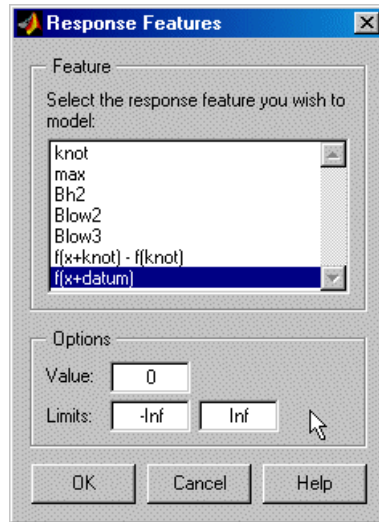 Response Features
Feature
Select the response feature you wish to
model:
knot
max
Bh2
Blow2
Blow3
f(x+knot) - f(knot)
f(x+datum)
Options
Value: 0
Limits: -Inf Inf
OK Cancel Help